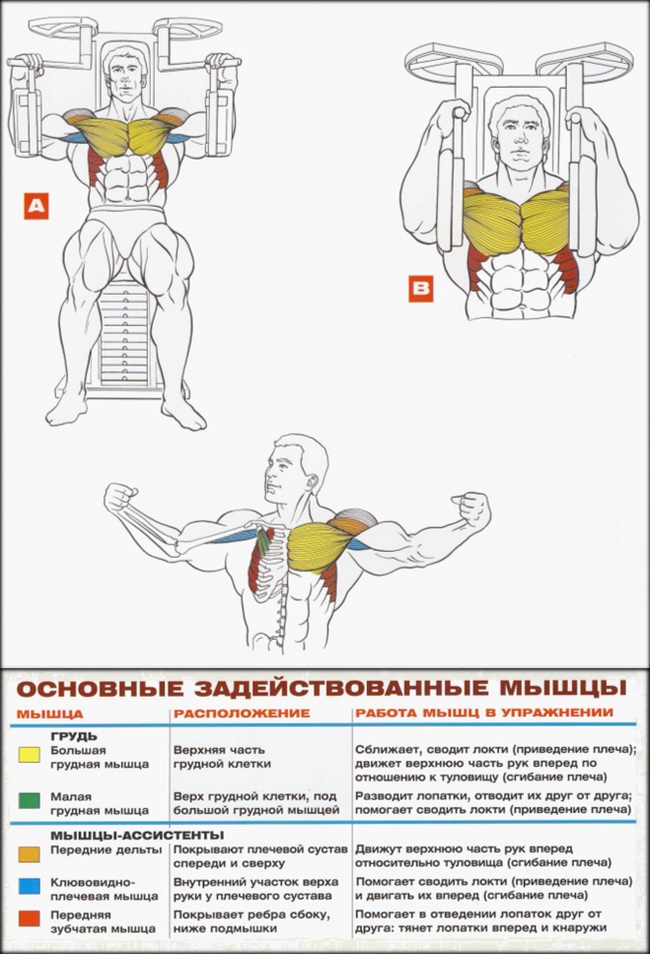 A
B
ОСНОВНЫЕ ЗАДЕЙСТВОВАННЫЕ МЫШЦЫ
МЫШЦА
РАСПОЛОЖЕНИЕ
РАБОТА МЫШЦ В УПРАЖНЕНИИ
ГРУДЬ
Большая
грудная мышца
Верхняя часть
грудной клетки
Сближает, сводит локти (приведение плеча);
движет верхнюю часть рук вперед по
отношению к туловищу (сгибание плеча)
Малая
грудная мышца
Верх грудной клетки, под
большой грудной мышцей
Разводит лопатки, отводит их друг от друга;
помогает сводить локти (приведение плеча)
МЫШЦЫ-АССИСТЕНТЫ
Передние дельты
Покрывают плечевой сустав
спереди и сверху
Движут верхнюю часть рук вперед
относительно туловища (сгибание плеча)
Клювовидно-
плечевая мышца
Внутренний участок верха
руки у плечевого сустава
Помогает сводить локти (приведение плеча)
и двигать их вперед (сгибание плеча)
Передняя
зубчатая мышца
Покрывает ребра сбоку,
ниже подмышки
Помогает в отведении лопаток друг от
друга: тянет лопатки вперед и кнаружи